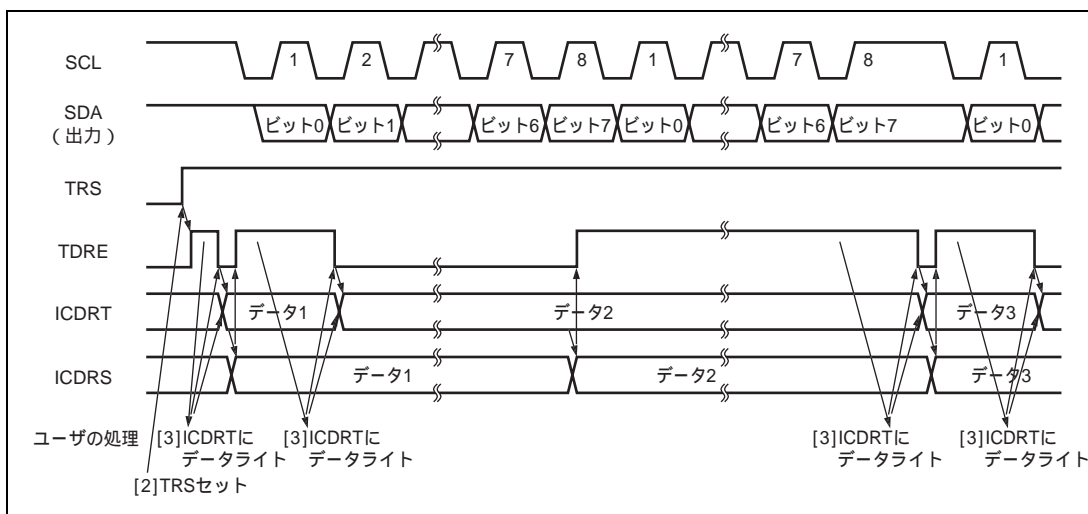 SCL 1 2 7 8 1 7 8 1
SDA
(出力)
ビット0 ビット1 ビット6 ビット7 ビット0 ビット6 ビット7 ビット0
TRS
TDRE
ICDRT データ1 データ2 データ3
ICDRS データ1 データ2 データ3
ユーザの処理 [3]ICDRTに [3]ICDRTに [3]ICDRTに [3]ICDRTに
データライト データライト データライト データライト
[2]TRSセット